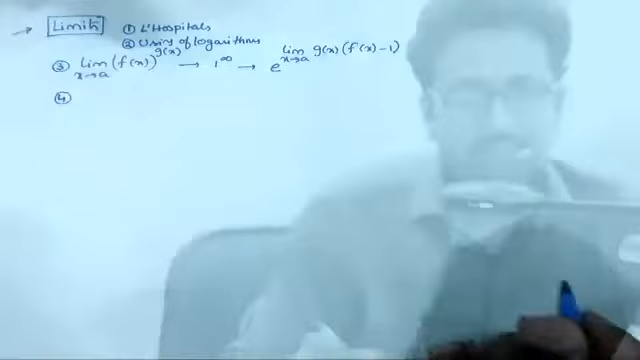 → Limits ① L'Hospitals
② Using of logarithms
③ lim x→a (f(x))^g(x) → 1^∞ → e^lim x→a g(x) (f(x)-1)
④